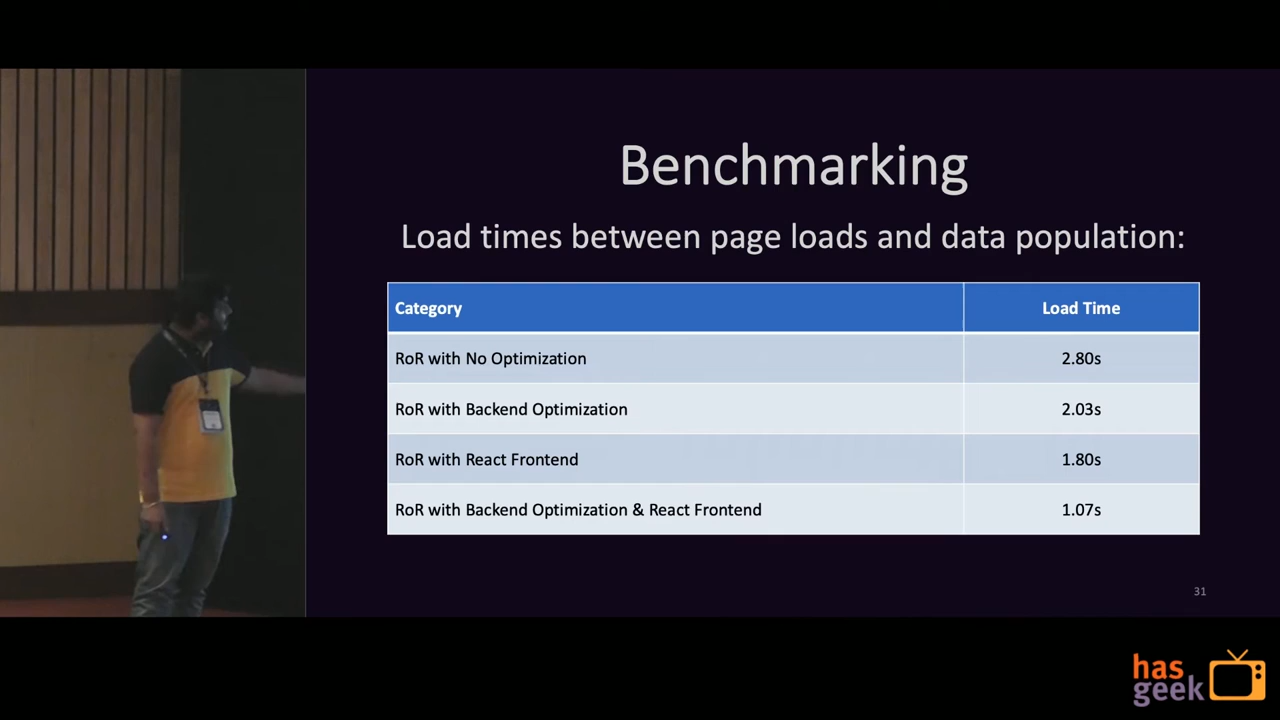 Benchmarking
Load times between page loads and data population:
Category Load Time
RoR with No Optimization 2.80s
RoR with Backend Optimization 2.03s
RoR with React Frontend 1.80s
RoR with Backend Optimization & React Frontend 1.07s
31
has
geek